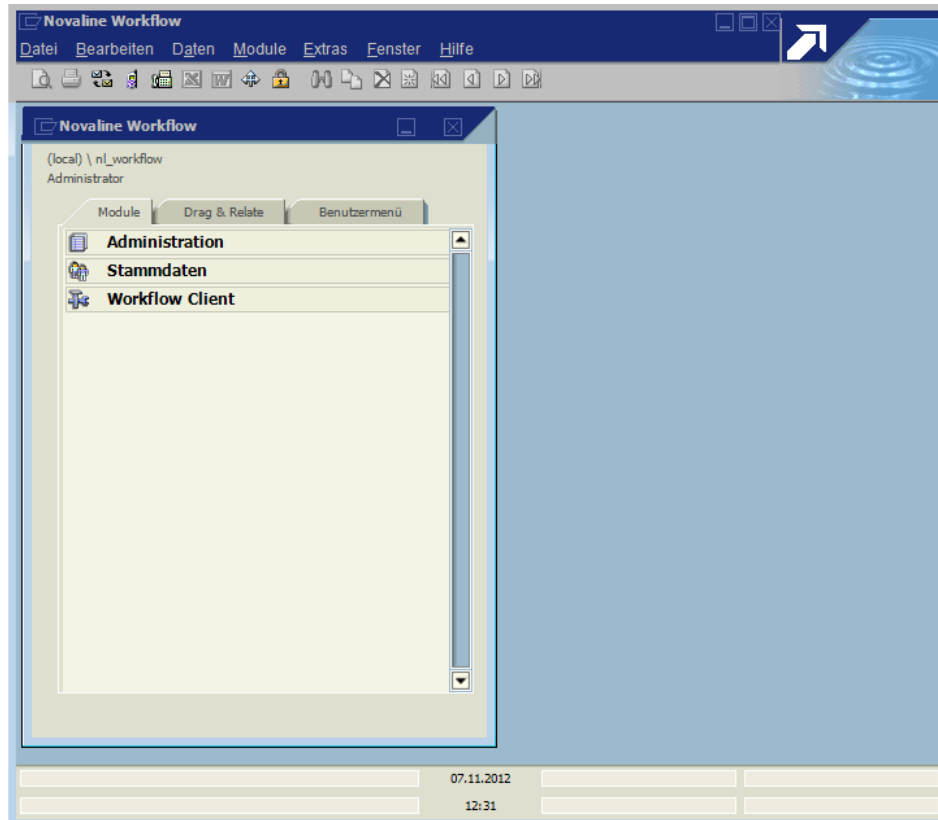 Novaline Workflow
Datei Bearbeiten Daten Module Extras Fenster Hilfe
Novaline Workflow
(local) \ nl_workflow
Administrator
Module Drag & Relate Benutzermenü
Administration
Stammdaten
Workflow Client
07.11.2012
12:31